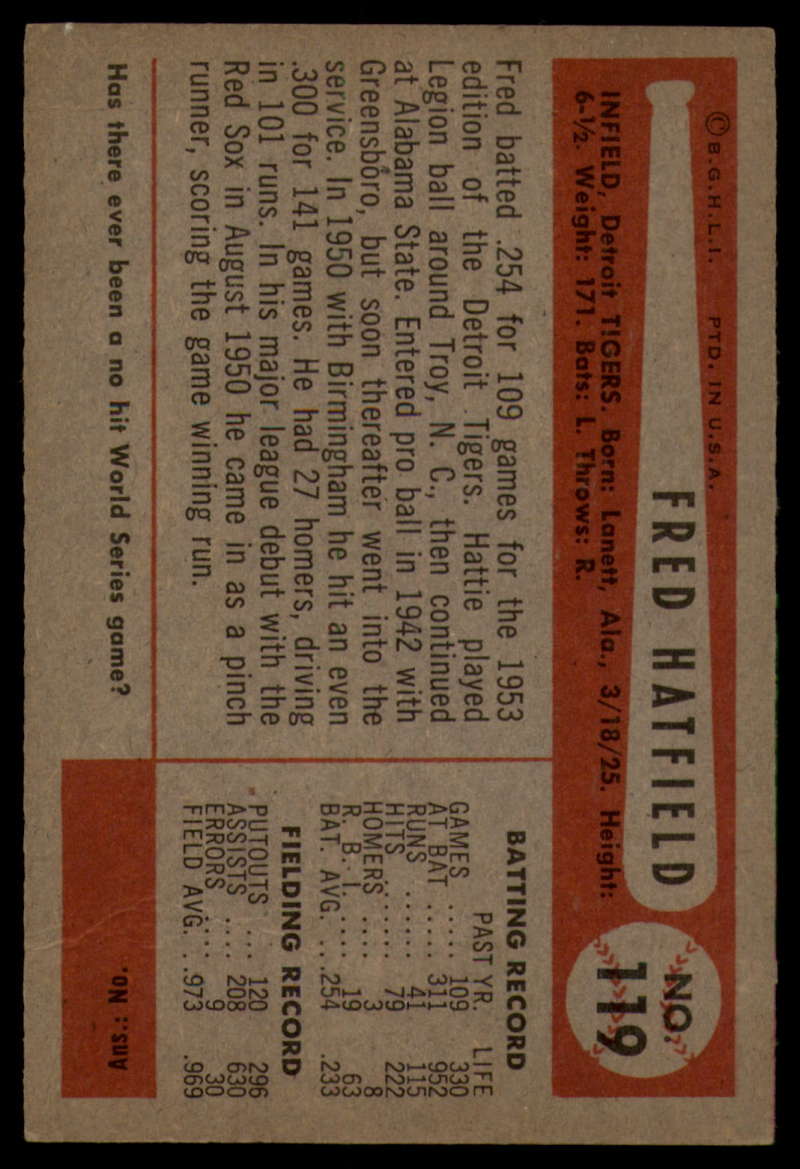 © B.G.H.L.I. PTD. IN U.S.A.
FRED HATFIELD
NO.
119
INFIELD, Detroit TIGERS. Born: Lanett, Ala., 3/18/25. Height:
6-½. Weight: 171. Bats: L. Throws: R.
Fred batted .254 for 109 games for the 1953
edition of the Detroit Tigers. Hattie played
Legion ball around Troy, N. C., then continued
at Alabama State. Entered pro ball in 1942 with
Greensboro, but soon thereafter went into the
service. In 1950 with Birmingham he hit an even
.300 for 141 games. He had 27 homers, driving
in 101 runs. In his major league debut with the
Red Sox in August 1950 he came in as a pinch
runner, scoring the game winning run.
BATTING RECORD
PAST YR. LIFE
GAMES ..... 109 330
AT BAT ..... 311 952
RUNS ...... 41 115
HITS ...... 79 222
HOMERS .... 3 8
R. B. I. .... 19 63
BAT. AVG. .. .254 .233
FIELDING RECORD
PUTOUTS ... 120 296
ASSISTS .... 208 630
ERRORS .... 9 30
FIELD AVG. . .973 .969
Has there ever been a no hit World Series game?
Ans.: No.